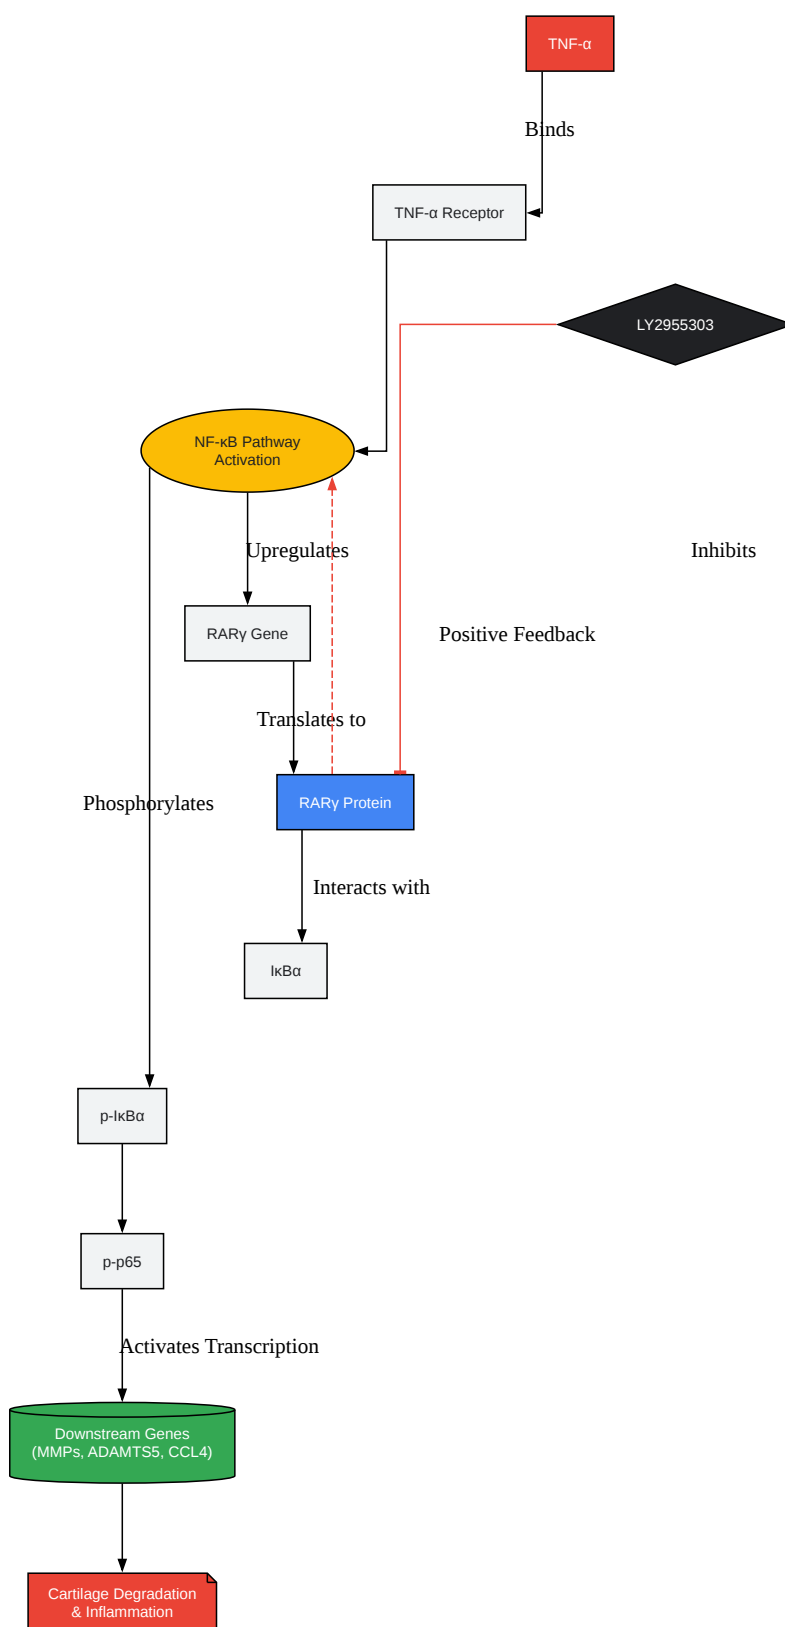 TNF-α
Binds
TNF-α Receptor
LY2955303
NF-κB Pathway
Activation
Upregulates
Inhibits
RARγ Gene
Positive Feedback
Translates to
Phosphorylates
RARγ Protein
Interacts with
IκBα
p-IκBα
p-p65
Activates Transcription
Downstream Genes
(MMPs, ADAMTS5, CCL4)
Cartilage Degradation
& Inflammation